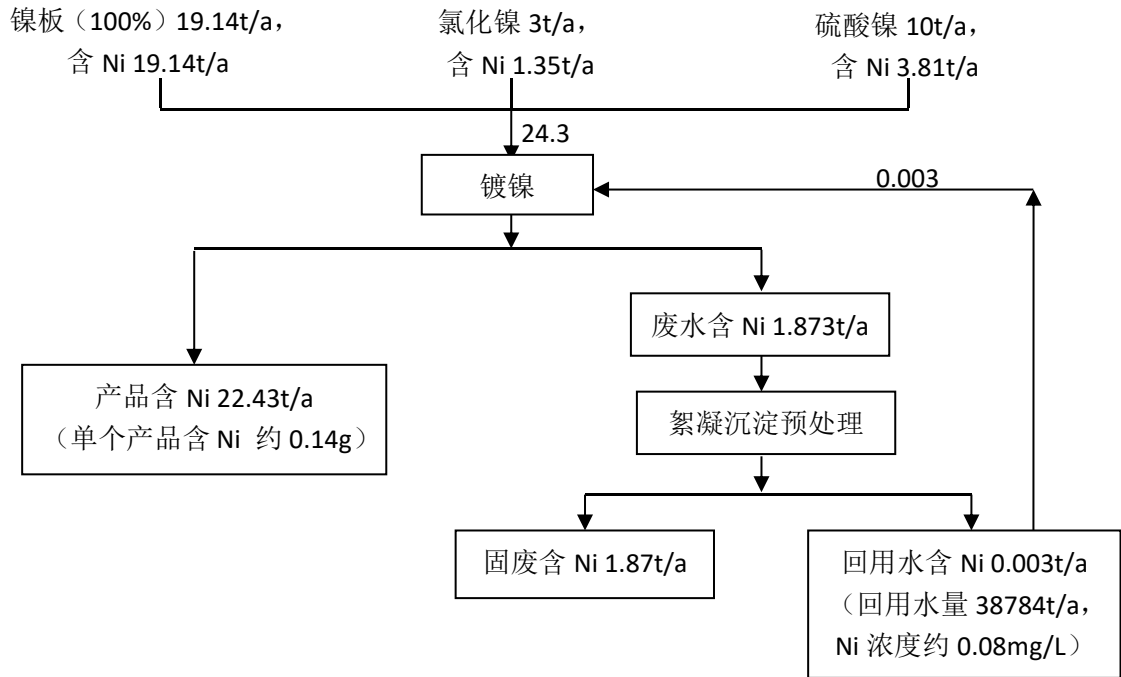 镍板（100%）19.14t/a，
含 Ni 19.14t/a
氯化镍 3t/a，
含 Ni 1.35t/a
硫酸镍 10t/a，
含 Ni 3.81t/a
24.3
镀镍
0.003
废水含 Ni 1.873t/a
产品含 Ni 22.43t/a
（单个产品含 Ni 约 0.14g）
絮凝沉淀预处理
固废含 Ni 1.87t/a
回用水含 Ni 0.003t/a
（回用水量 38784t/a，
Ni 浓度约 0.08mg/L）